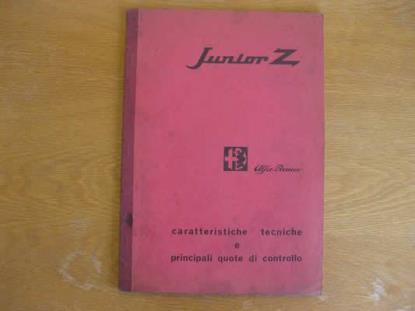 Junior Z
Alfa Romeo
caratteristiche tecniche
e
principali quote di controllo